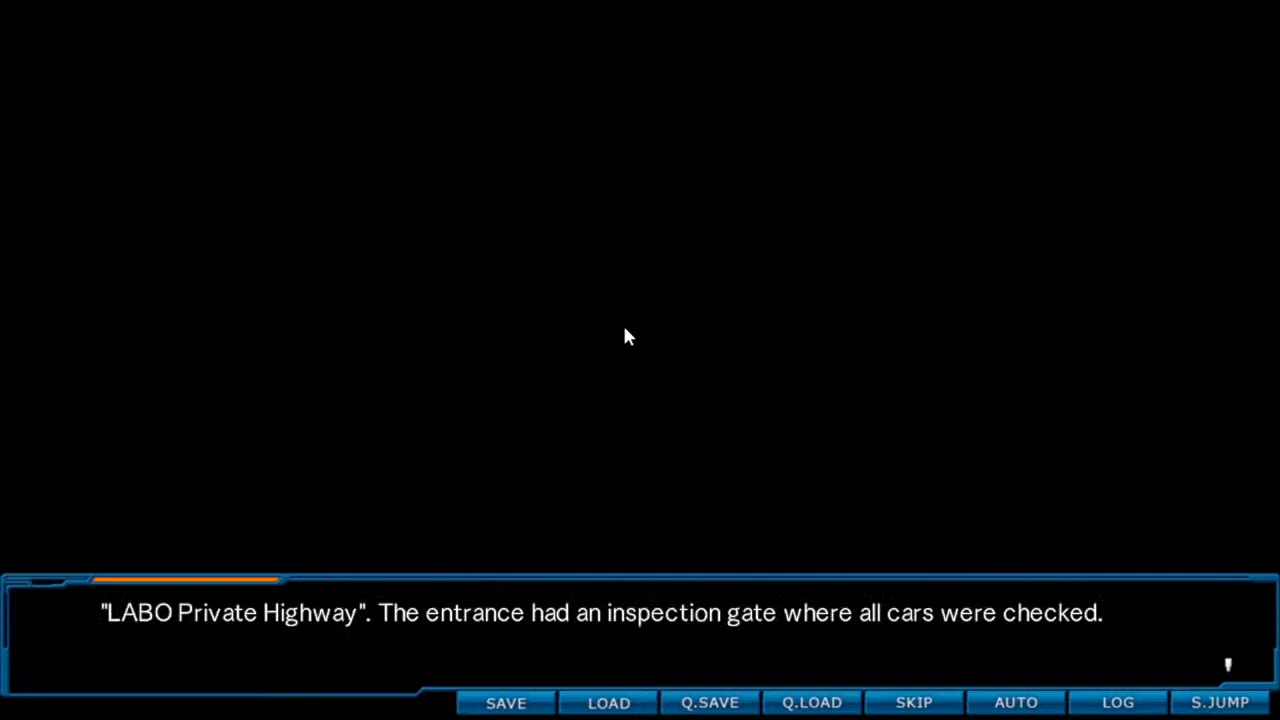 "LABO Private Highway". The entrance had an inspection gate where all cars were checked.
SAVE LOAD Q.SAVE Q.LOAD SKIP AUTO LOG S.JUMP